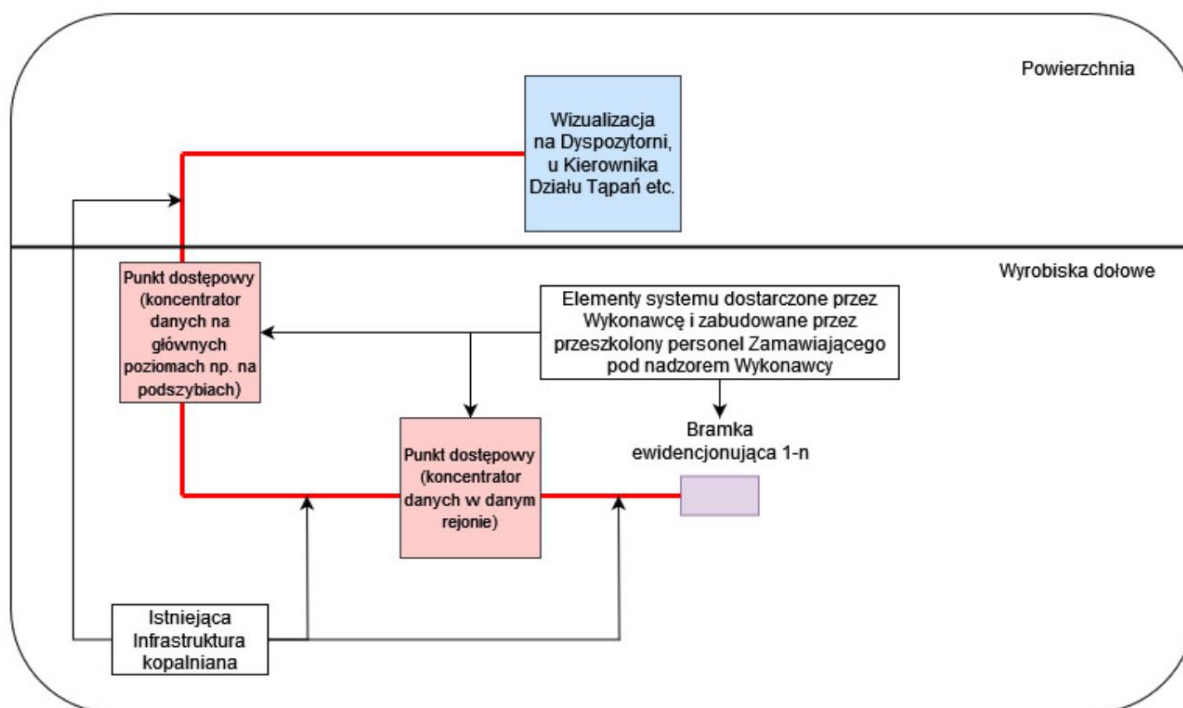 Powierzchnia
Wizualizacja
na Dyspozytorni,
u Kierownika
Działu Tąpań etc.
Wyrobiska dołowe
Punkt dostępowy
(koncentrator
danych na
głównych
poziomach np. na
podszybiach)
Elementy systemu dostarczone przez
Wykonawcę i zabudowane przez
przeszkolony personel Zamawiającego
pod nadzorem Wykonawcy
Punkt dostępowy
(koncentrator
danych w danym
rejonie)
Bramka
ewidencjonująca 1-n
Istniejąca
Infrastruktura
kopalniana